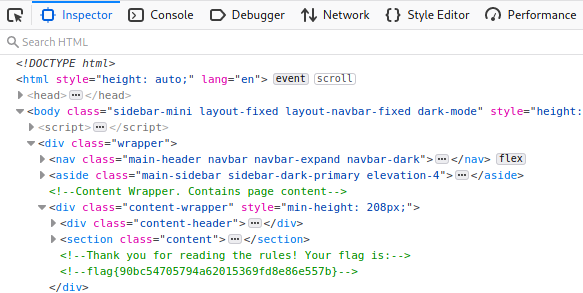 Inspector Console Debugger Network Style Editor Performance
Search HTML
<!DOCTYPE html>
<html style="height: auto;" lang="en"> event scroll
<head> ··· </head>
<body class="sidebar-mini layout-fixed layout-navbar-fixed dark-mode" style="height:
<script> ··· </script>
<div class="wrapper">
<nav class="main-header navbar navbar-expand navbar-dark"> ··· </nav> flex
<aside class="main-sidebar sidebar-dark-primary elevation-4"> ··· </aside>
<!--Content Wrapper. Contains page content-->
<div class="content-wrapper" style="min-height: 208px;">
<div class="content-header"> ··· </div>
<section class="content"> ··· </section>
<!--Thank you for reading the rules! Your flag is:-->
<!--flag{90bc54705794a62015369fd8e86e557b}-->
</div>